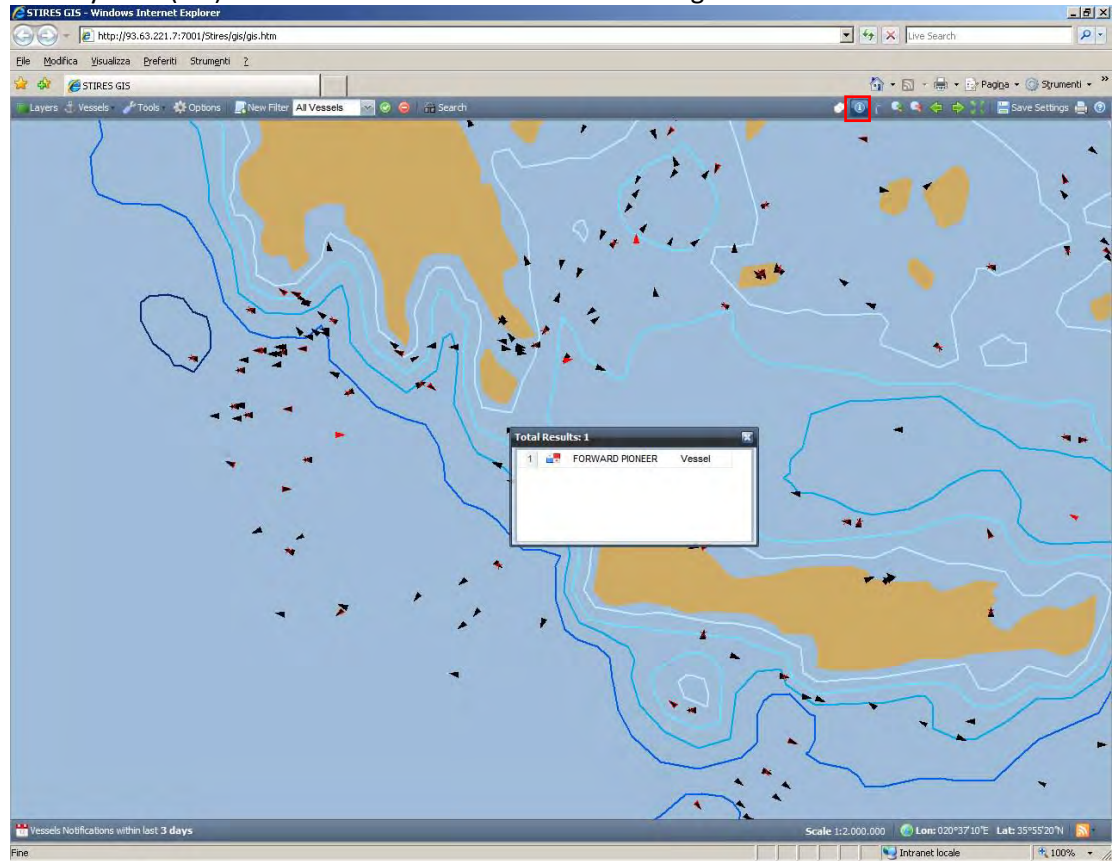 STIRES GIS - Windows Internet Explorer
http://93.63.221.7:7001/Stires/gis/gis.htm
Live Search
File Modifica Visualizza Preferiti Strumenti ?
STIRES GIS
Pagina Strumenti
Layers Vessels Tools Options New Filter All Vessels Search Save Settings
Total Results: 1
1 FORWARD PIONEER Vessel
Vessels Notifications within last 3 days
Scale 1:2.000.000 Lon: 020°37'10"E Lat: 35°55'20"N
Fine
Intranet locale
100%